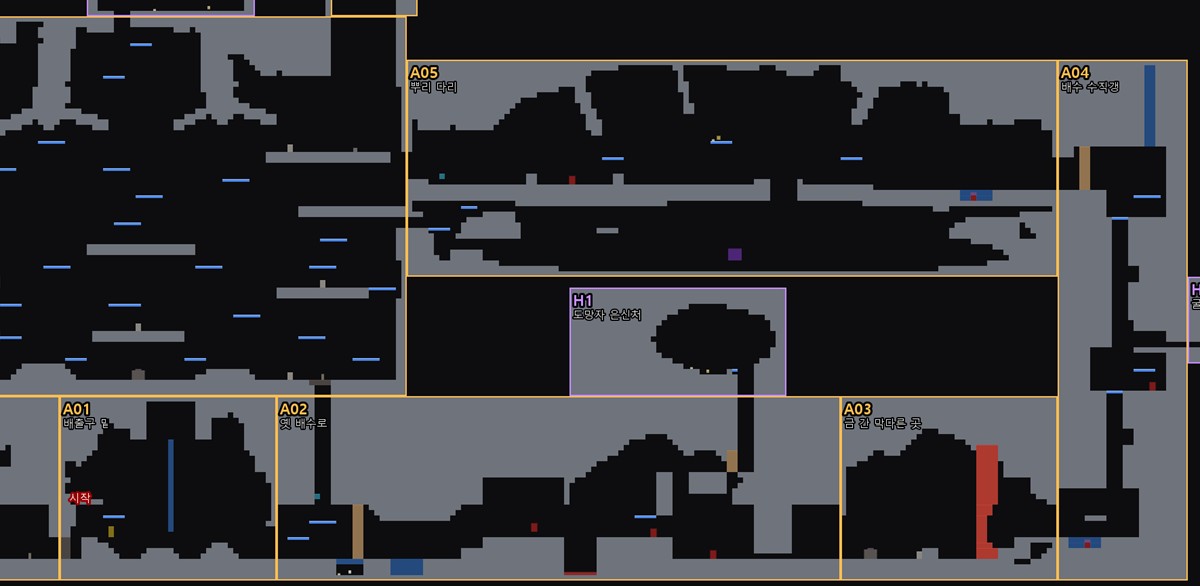 A05
뿌리 다리
A04
배수 수직갱
H1
도망자 은신처
A01
배출구 밑
시작
A02
옛 배수로
A03
금 간 막다른 곳